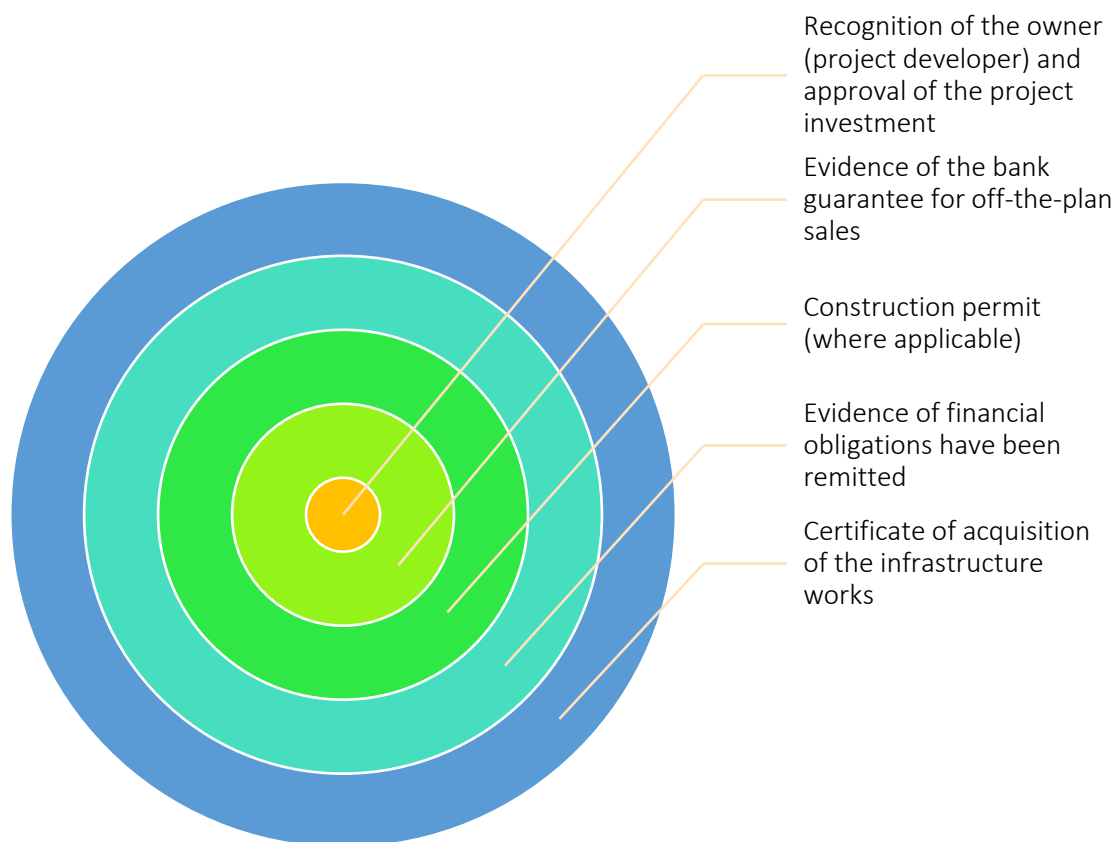 Recognition of the owner
(project developer) and
approval of the project
investment
Evidence of the bank
guarantee for off-the-plan
sales
Construction permit
(where applicable)
Evidence of financial
obligations have been
remitted
Certificate of acquisition
of the infrastructure
works